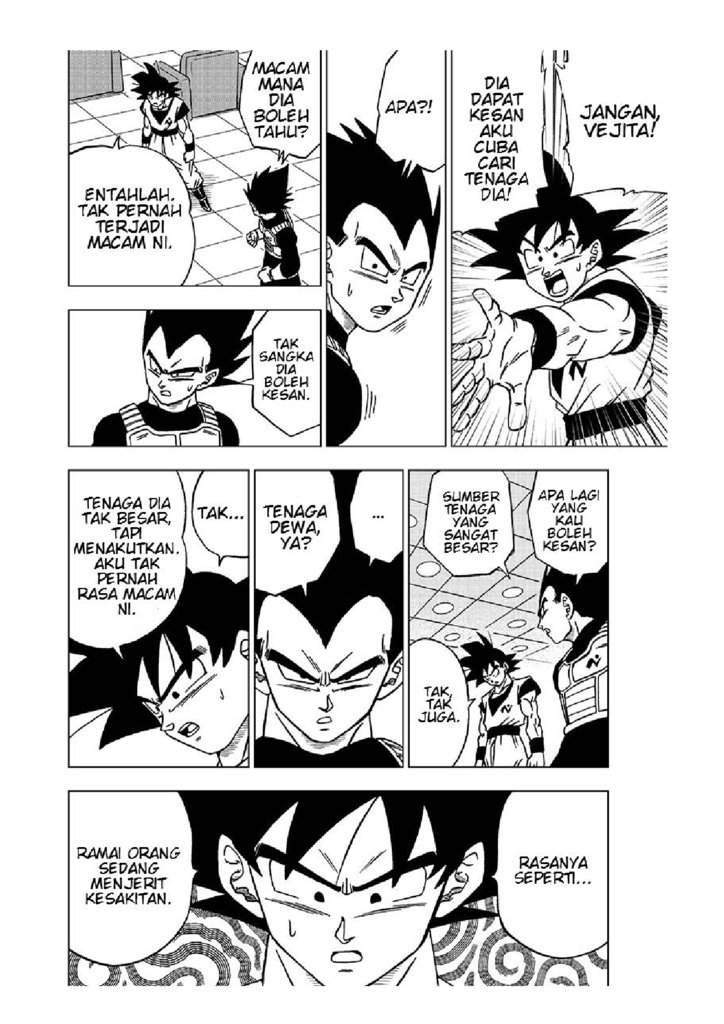 JANGAN,
VEJITA!
DIA
DAPAT
KESAN
AKU
CUBA
CARI
TENAGA
DIA!
APA?!
MACAM
MANA
DIA
BOLEH
TAHU?
ENTAHLAH.
TAK PERNAH
TERJADI
MACAM NI.
TAK
SANGKA
DIA
BOLEH
KESAN.
APA LAGI
YANG
KAU
BOLEH
KESAN?
SUMBER
TENAGA
YANG
SANGAT
BESAR?
TAK,
TAK
JUGA.
...
TENAGA
DEWA,
YA?
TAK...
TENAGA DIA
TAK BESAR,
TAPI
MENAKUTKAN.
AKU TAK
PERNAH
RASA MACAM
NI.
RASANYA
SEPERTI...
RAMAI ORANG
SEDANG
MENJERIT
KESAKITAN.